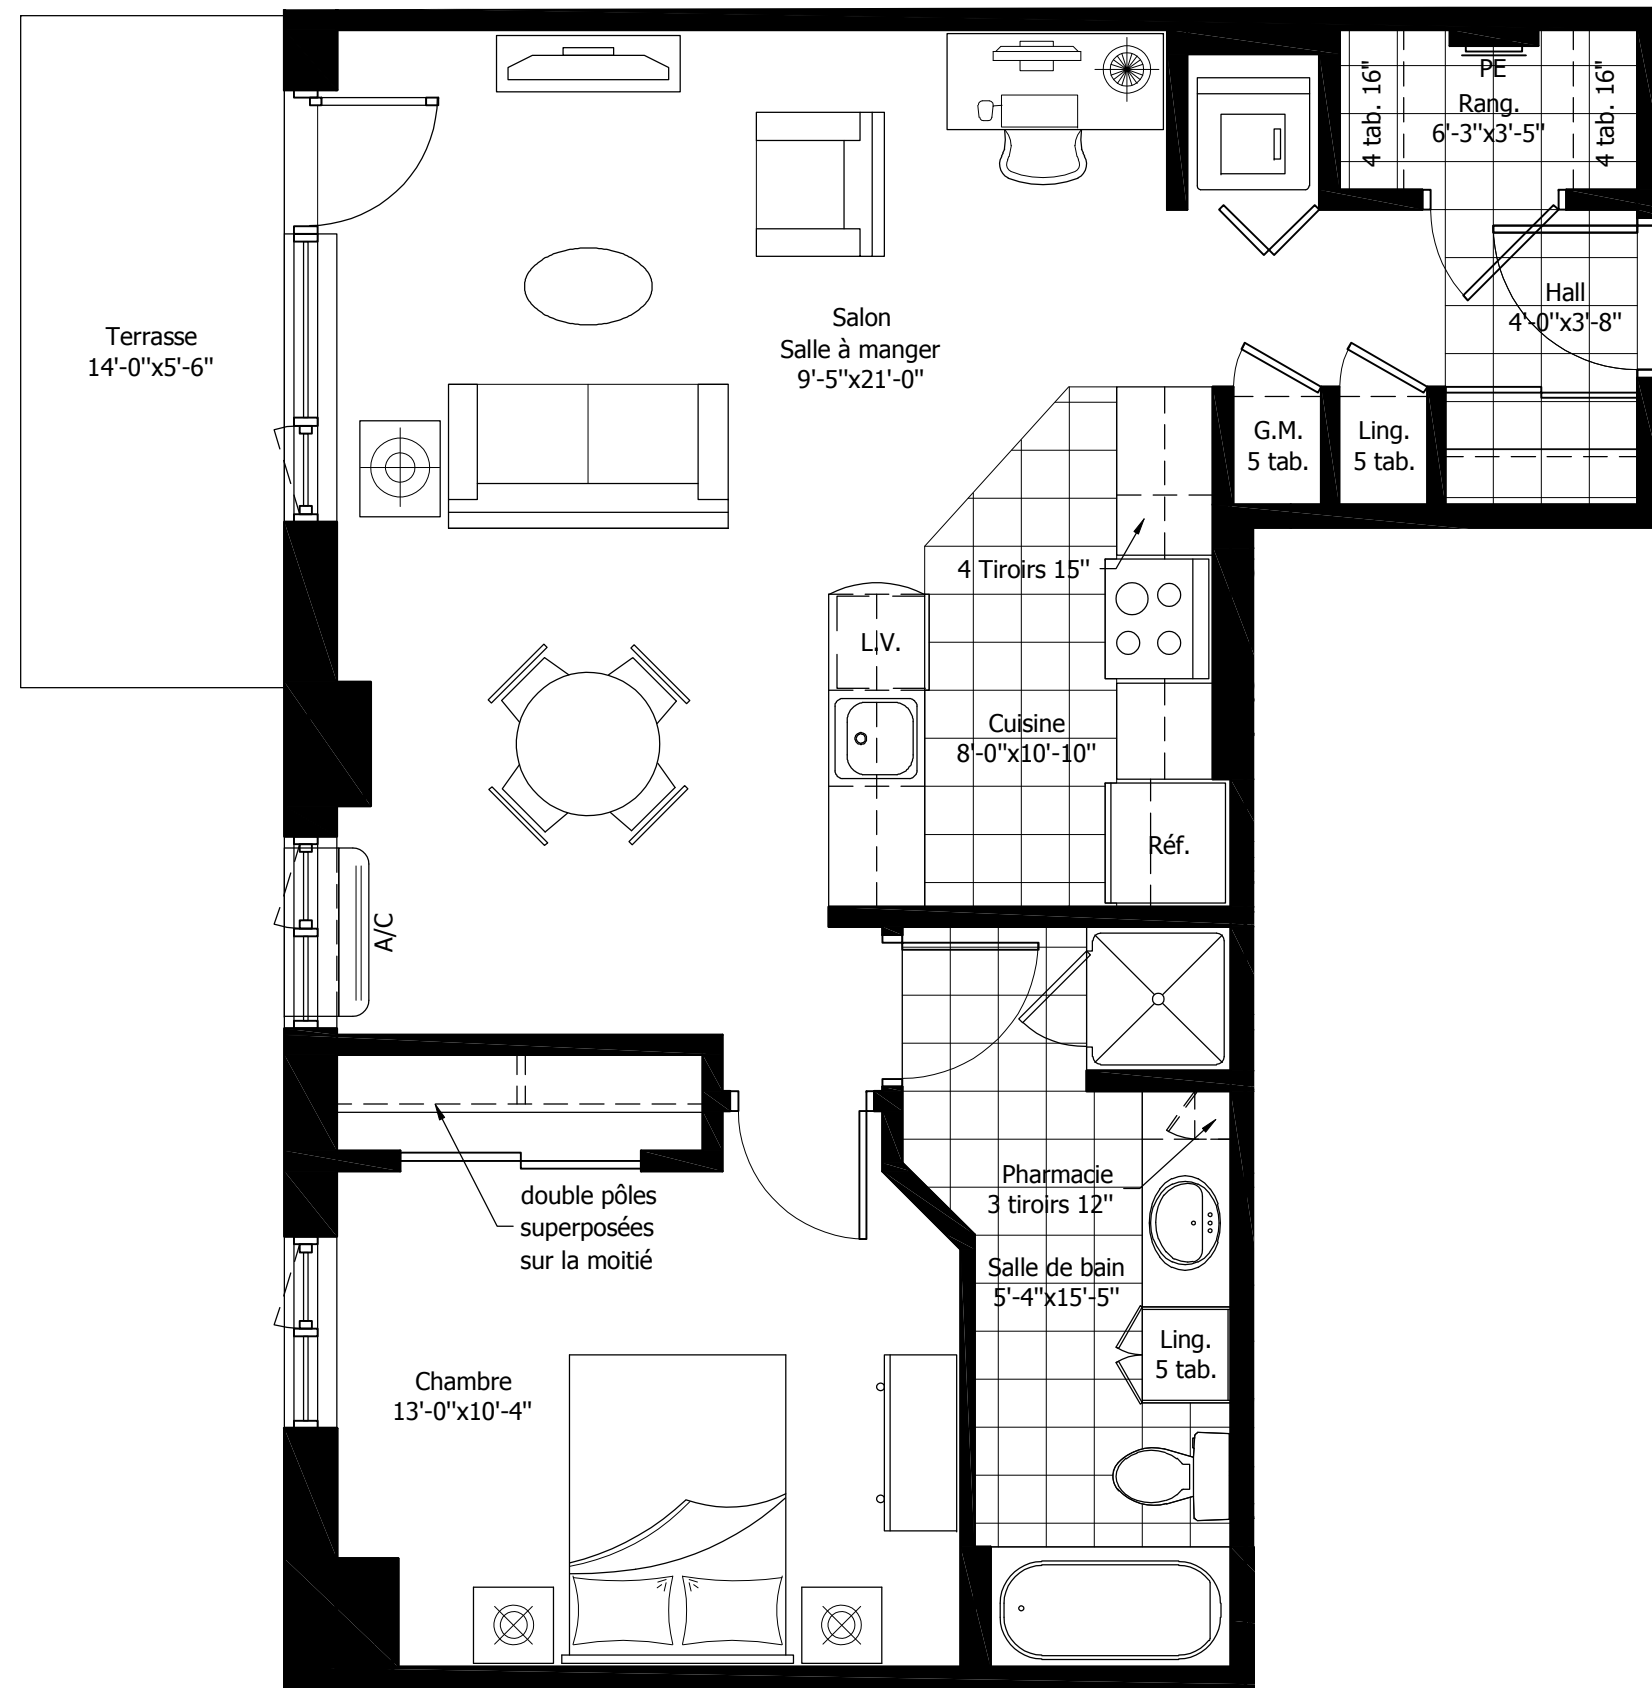 4 tab. 16"
PE
Rang.
6'-3"x3'-5"
4 tab. 16"
Hall
4'-0"x3'-8"
Terrasse
14'-0"x5'-6"
Salon
Salle à manger
9'-5"x21'-0"
G.M.
5 tab.
Ling.
5 tab.
4 Tiroirs 15"
L.V.
Cuisine
8'-0"x10'-10"
Réf.
A/C
double pôles
superposées
sur la moitié
Pharmacie
3 tiroirs 12"
Salle de bain
5'-4"x15'-5"
Ling.
5 tab.
Chambre
13'-0"x10'-4"